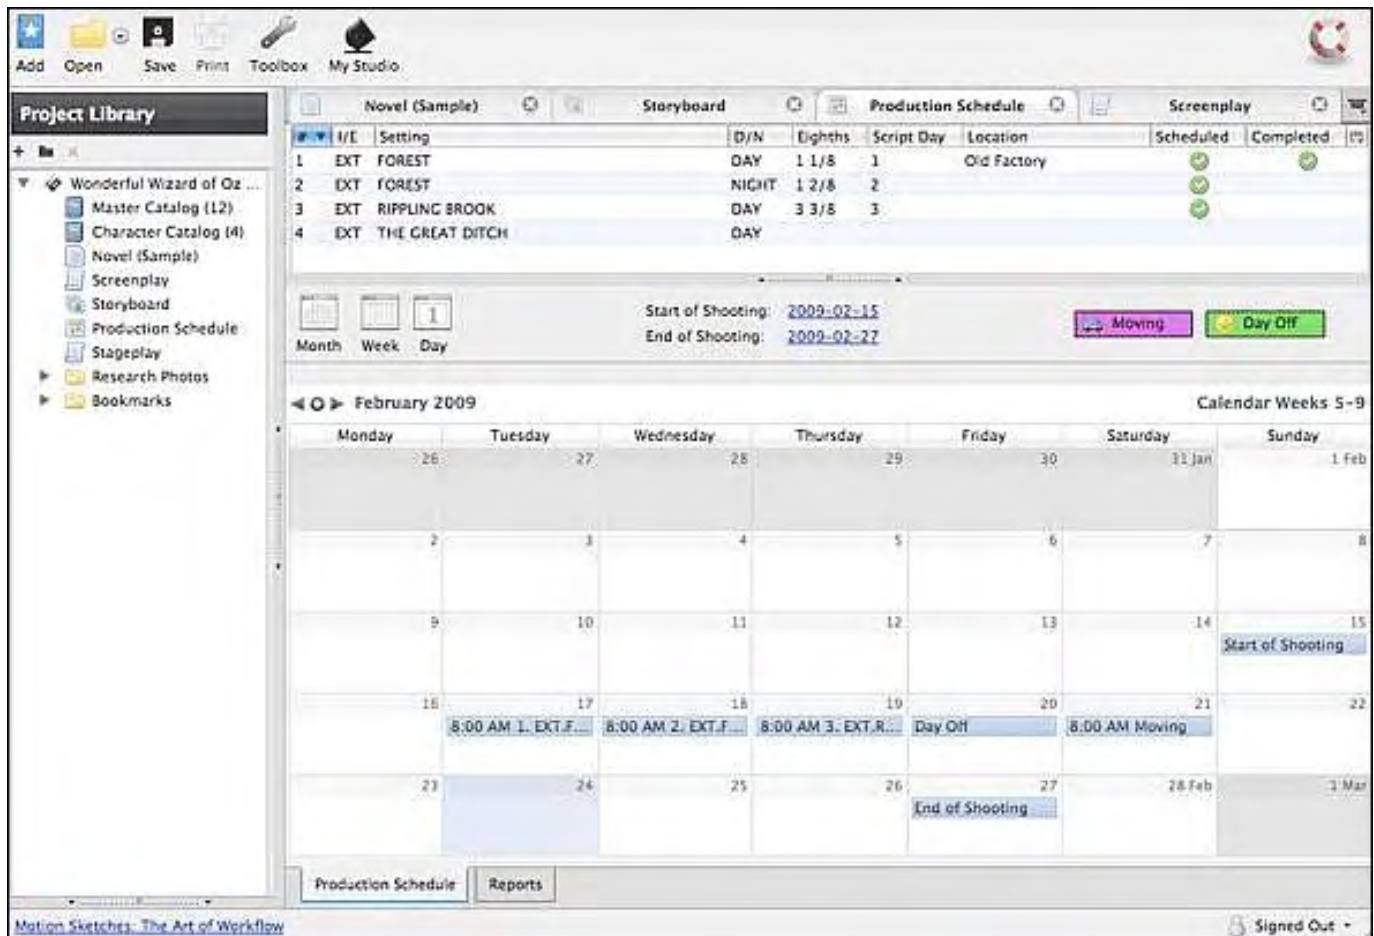 Add Open Save Print Toolbox My Studio
Project Library
Wonderful Wizard of Oz ...
Master Catalog (12)
Character Catalog (4)
Novel (Sample)
Screenplay
Storyboard
Production Schedule
Stageplay
Research Photos
Bookmarks
Novel (Sample) Storyboard Production Schedule Screenplay
# I/E Setting D/N Eighths Script Day Location Scheduled Completed
1 EXT FOREST DAY 1 1/8 1 Old Factory
2 EXT FOREST NIGHT 1 2/8 2
3 EXT RIPPLING BROOK DAY 3 3/8 3
4 EXT THE GREAT DITCH DAY
Month Week 1 Day
Start of Shooting: 2009-02-15
End of Shooting: 2009-02-27
Moving Day Off
February 2009 Calendar Weeks 5-9
Monday Tuesday Wednesday Thursday Friday Saturday Sunday
26 27 28 29 30 31 Jan 1 Feb
2 3 4 5 6 7 8
9 10 11 12 13 14 15
Start of Shooting
16 17 18 19 20 21 22
8:00 AM 1. EXT.F... 8:00 AM 2. EXT.F... 8:00 AM 3. EXT.R... Day Off 8:00 AM Moving
23 24 25 26 27 28 Feb 1 Mar
End of Shooting
Production Schedule Reports
Motion Sketches: The Art of Workflow Signed Out